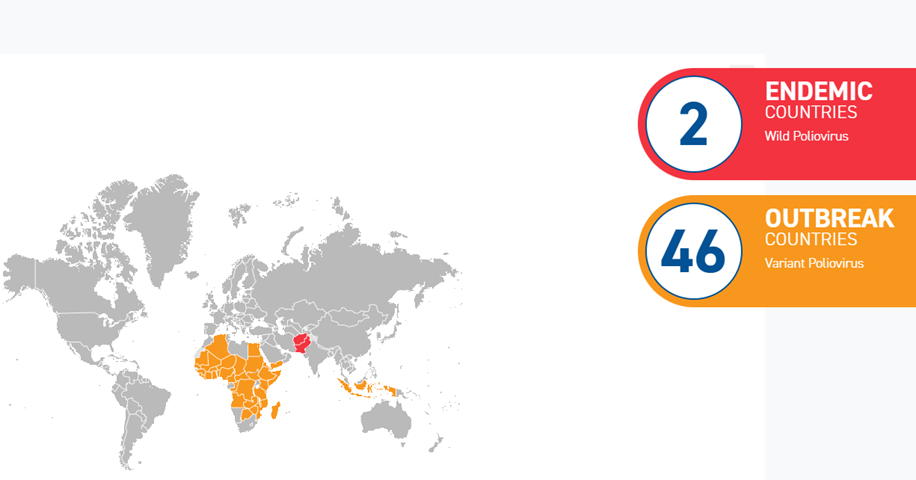 2
ENDEMIC
COUNTRIES
Wild Poliovirus
46
OUTBREAK
COUNTRIES
Variant Poliovirus